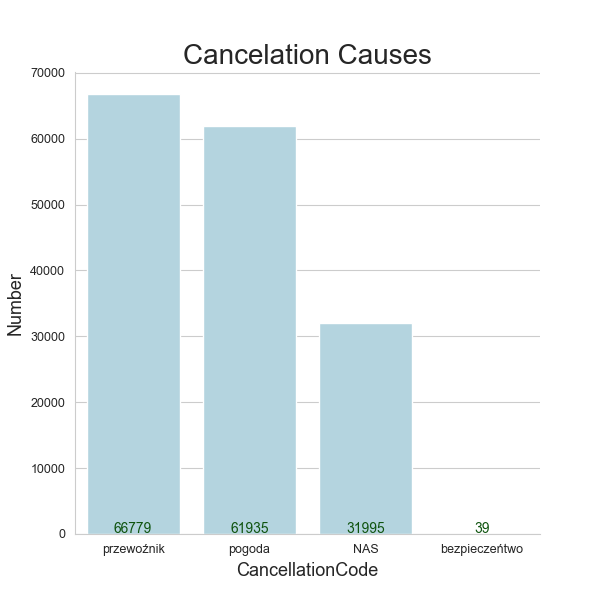 Cancelation Causes
70000
60000
50000
40000
30000
20000
10000
0
Number
66779 61935 31995 39
przewoźnik pogoda NAS bezpieczeńtwo
CancellationCode